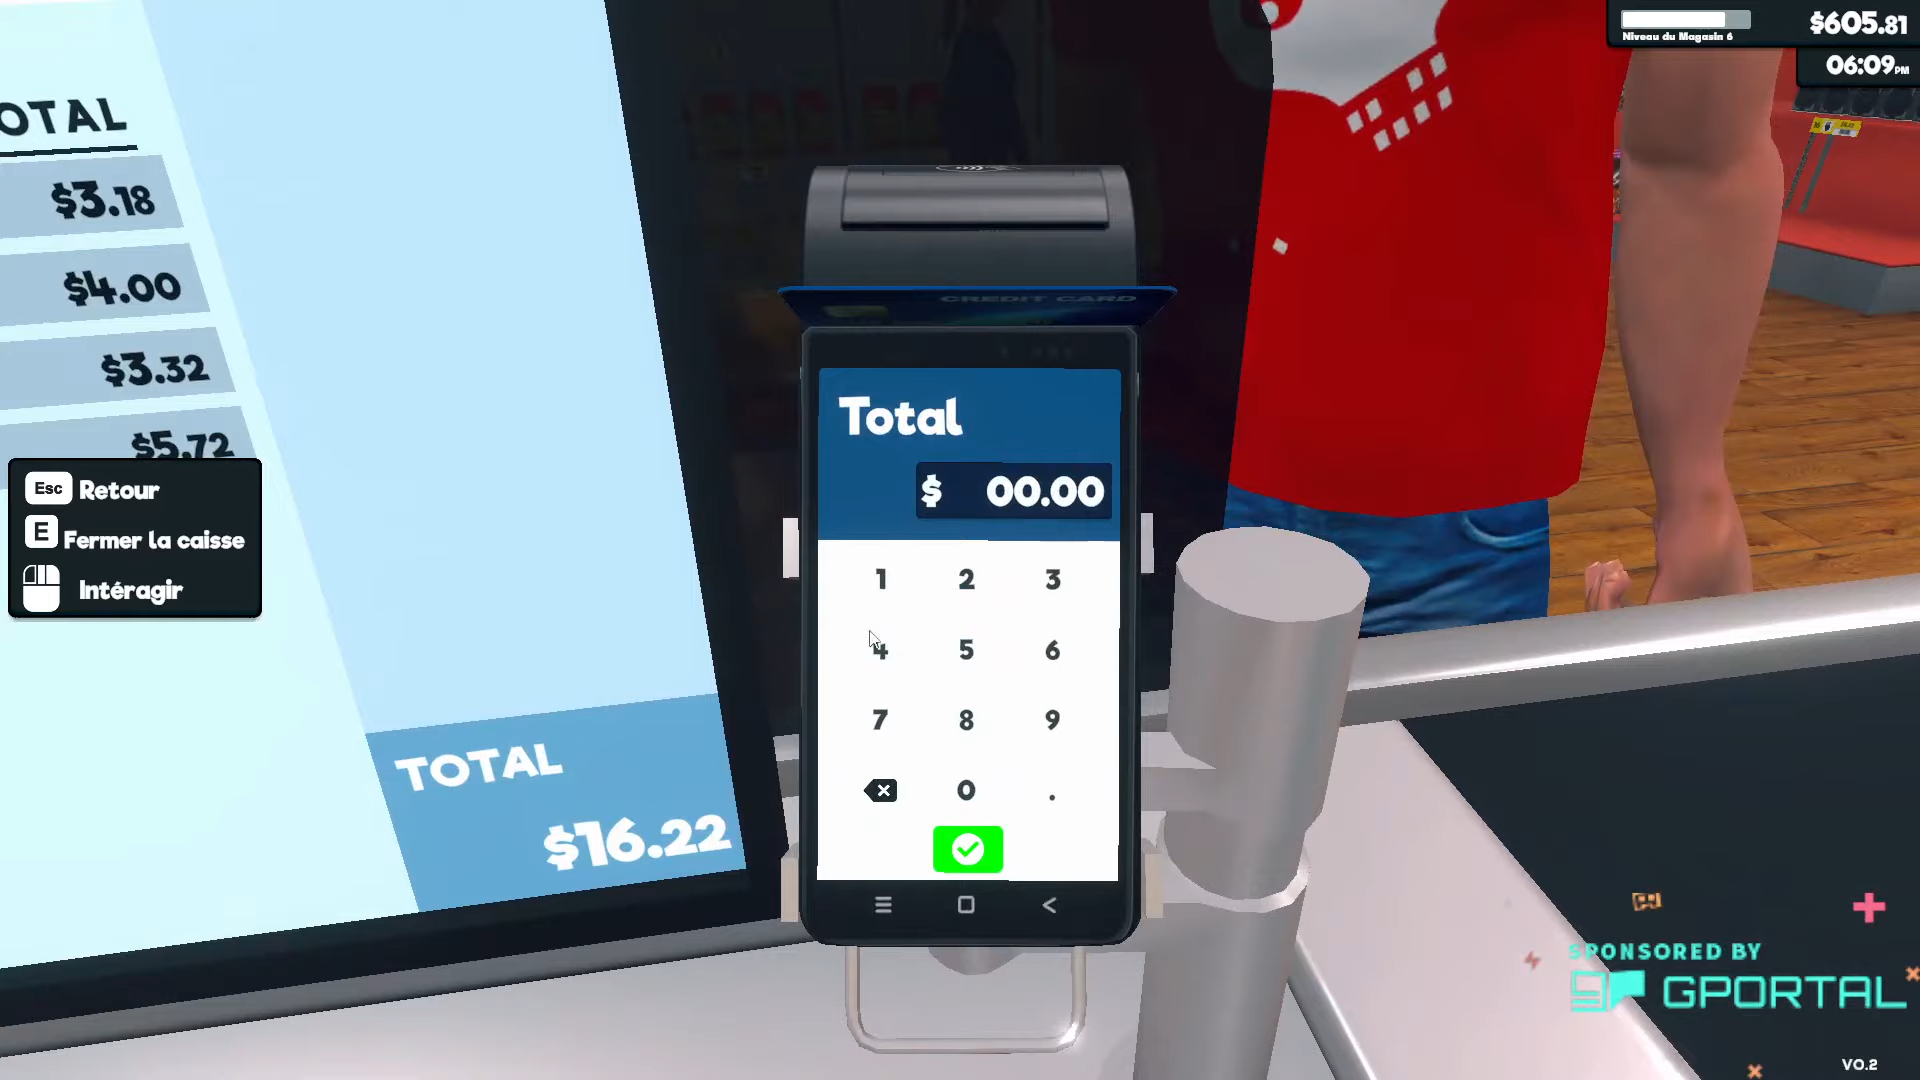 $605.81
Niveau du Magasin 6
06:09PM
OTAL
$3.18
$4.00
$3.32
$5.72
Esc Retour
E Fermer la caisse
Intéragir
TOTAL
$16.22
CREDIT CARD
Total
$ 00.00
1 2 3
4 5 6
7 8 9
0 .
SPONSORED BY
GPORTAL
V0.2